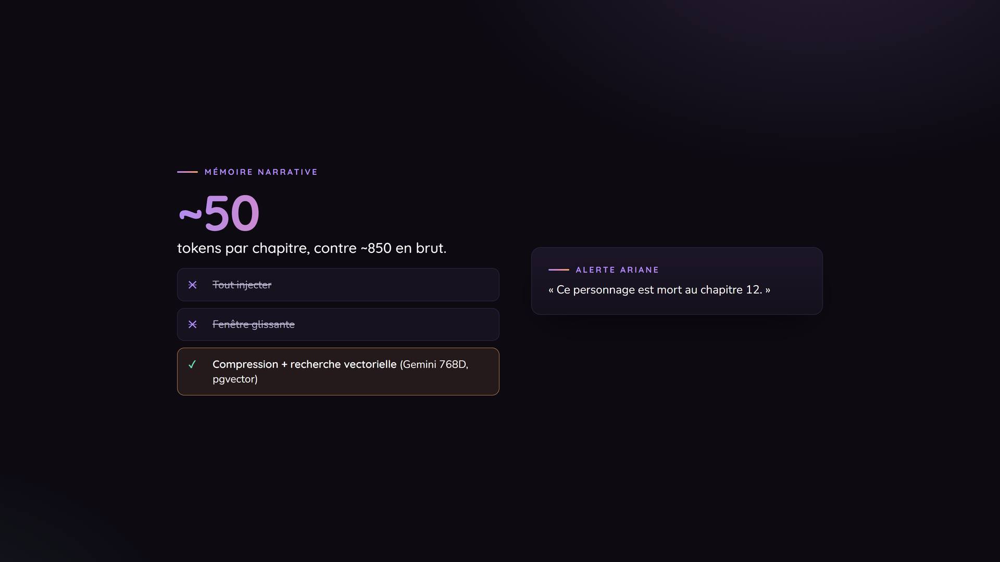 MÉMOIRE NARRATIVE
~50
tokens par chapitre, contre ~850 en brut.
✕ Tout injecter
✕ Fenêtre glissante
✓ Compression + recherche vectorielle (Gemini 768D,
pgvector)
ALERTE ARIANE
« Ce personnage est mort au chapitre 12. »